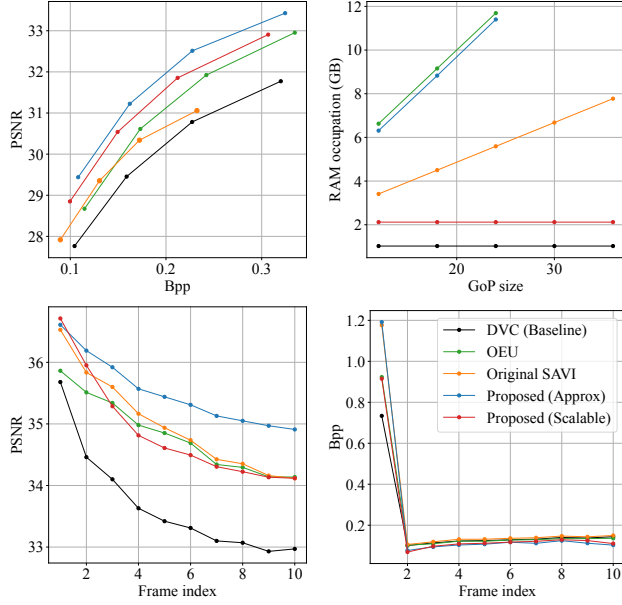 PSNR
33
32
31
30
29
28
0.1
0.2
0.3
Bpp
RAM occupation (GB)
12
10
8
6
4
2
20
30
GoP size
PSNR
36
35
34
33
2
4
6
8
10
Frame index
Bpp
1.2
1.0
0.8
0.6
0.4
0.2
DVC (Baseline)
OEU
Original SAVI
Proposed (Approx)
Proposed (Scalable)
2
4
6
8
10
Frame index